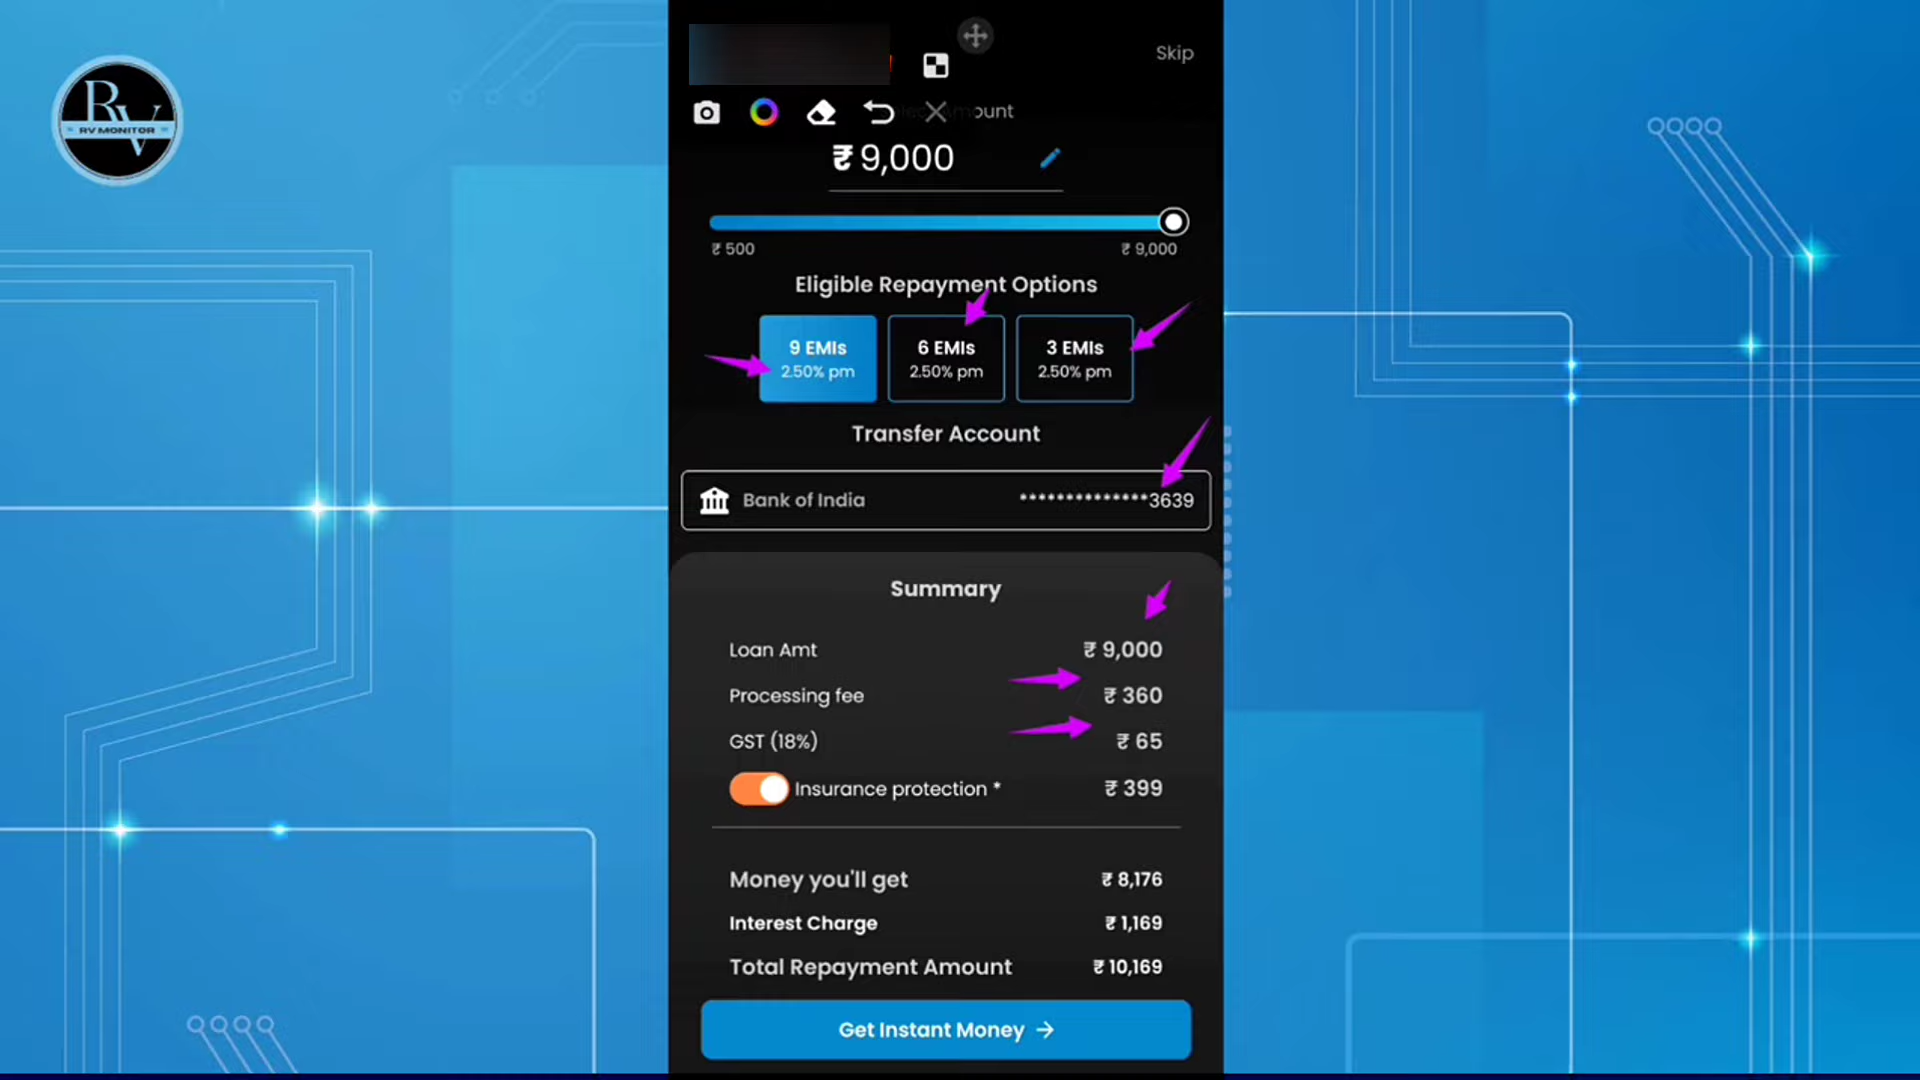 RV
RV MONITOR
Skip
ount
₹ 9,000
₹ 500
₹ 9,000
Eligible Repayment Options
9 EMIs
2.50% pm
6 EMIs
2.50% pm
3 EMIs
2.50% pm
Transfer Account
Bank of India
**************3639
Summary
Loan Amt
₹ 9,000
Processing fee
₹ 360
GST (18%)
₹ 65
Insurance protection *
₹ 399
Money you'll get
₹ 8,176
Interest Charge
₹ 1,169
Total Repayment Amount
₹ 10,169
Get Instant Money →